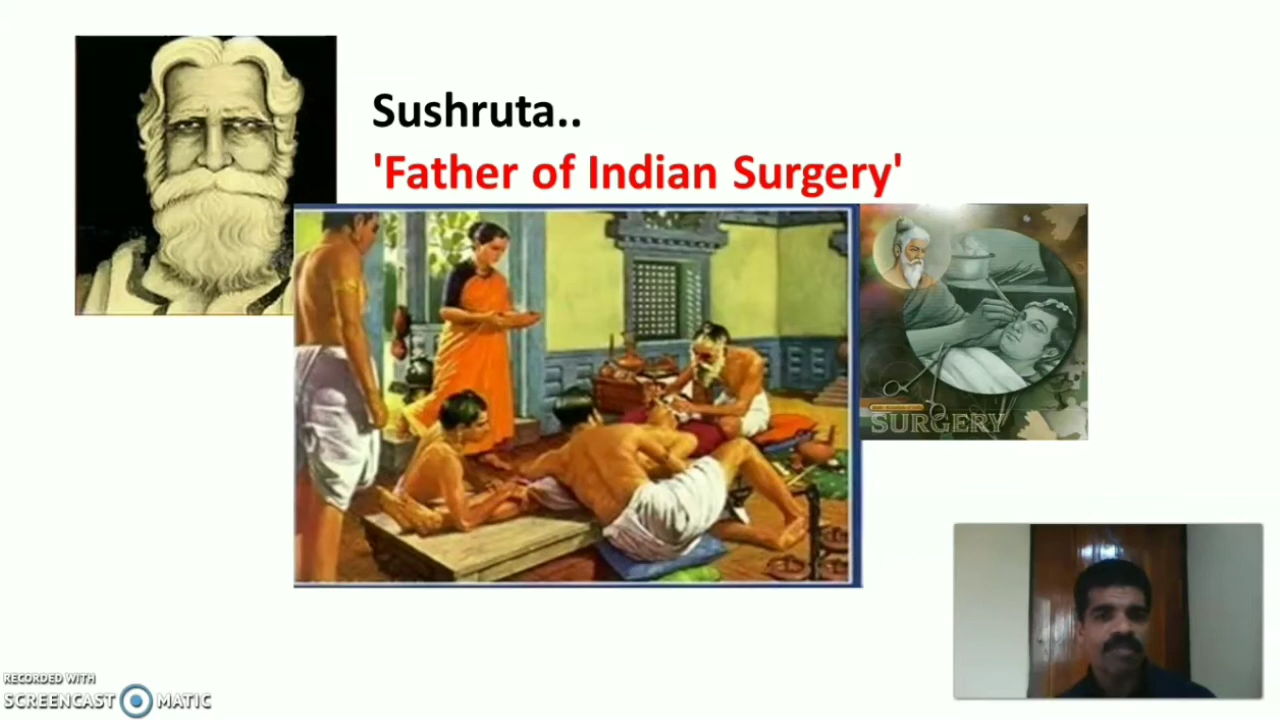 Sushruta..
'Father of Indian Surgery'
SURGERY
RECORDED WITH
SCREENCAST MATIC